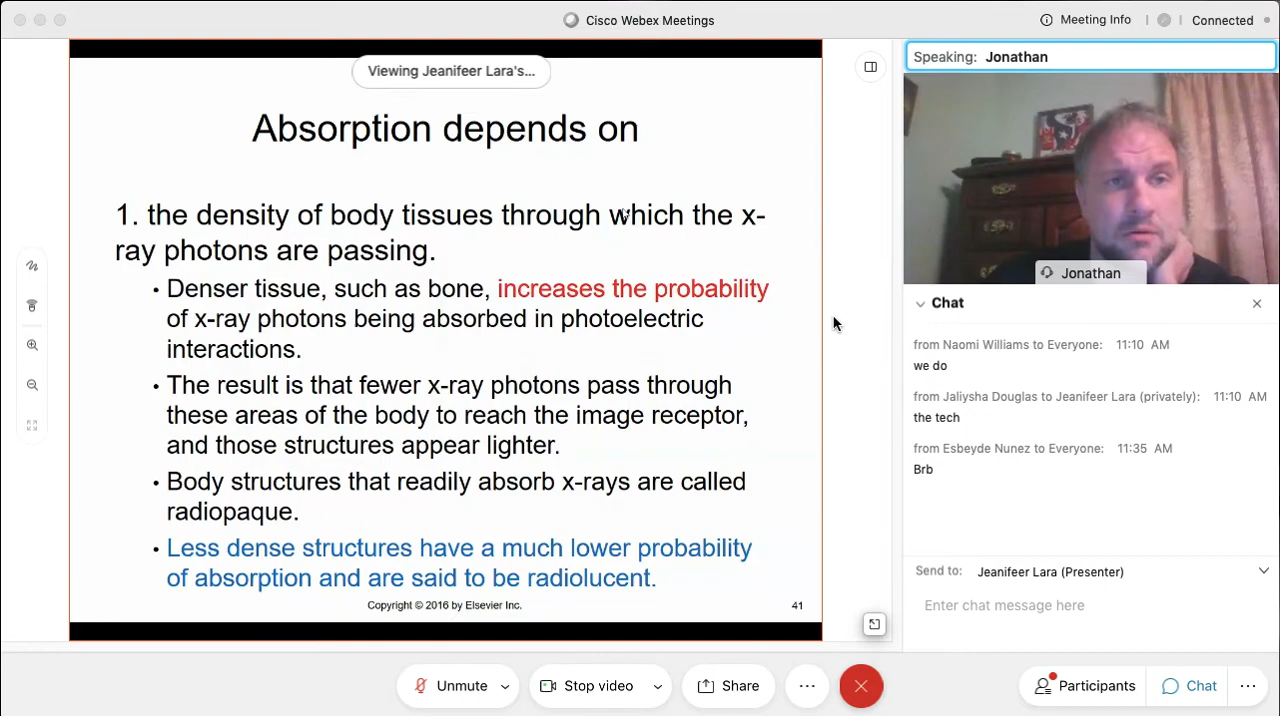 Cisco Webex Meetings
Meeting Info
Connected
Viewing Jeanifeer Lara's...
Absorption depends on
1. the density of body tissues through which the x-
ray photons are passing.
• Denser tissue, such as bone, increases the probability
of x-ray photons being absorbed in photoelectric
interactions.
• The result is that fewer x-ray photons pass through
these areas of the body to reach the image receptor,
and those structures appear lighter.
• Body structures that readily absorb x-rays are called
radiopaque.
• Less dense structures have a much lower probability
of absorption and are said to be radiolucent.
Copyright © 2016 by Elsevier Inc.
41
Speaking: Jonathan
Jonathan
Chat
from Naomi Williams to Everyone: 11:10 AM
we do
from Jaliysha Douglas to Jeanifeer Lara (privately): 11:10 AM
the tech
from Esbeyde Nunez to Everyone: 11:35 AM
Brb
Send to: Jeanifeer Lara (Presenter)
Enter chat message here
Unmute
Stop video
Share
Participants
Chat